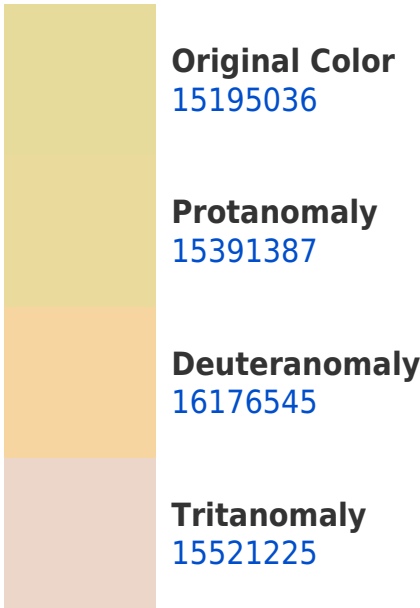 Original Color
15195036
Protanomaly
15391387
Deuteranomaly
16176545
Tritanomaly
15521225